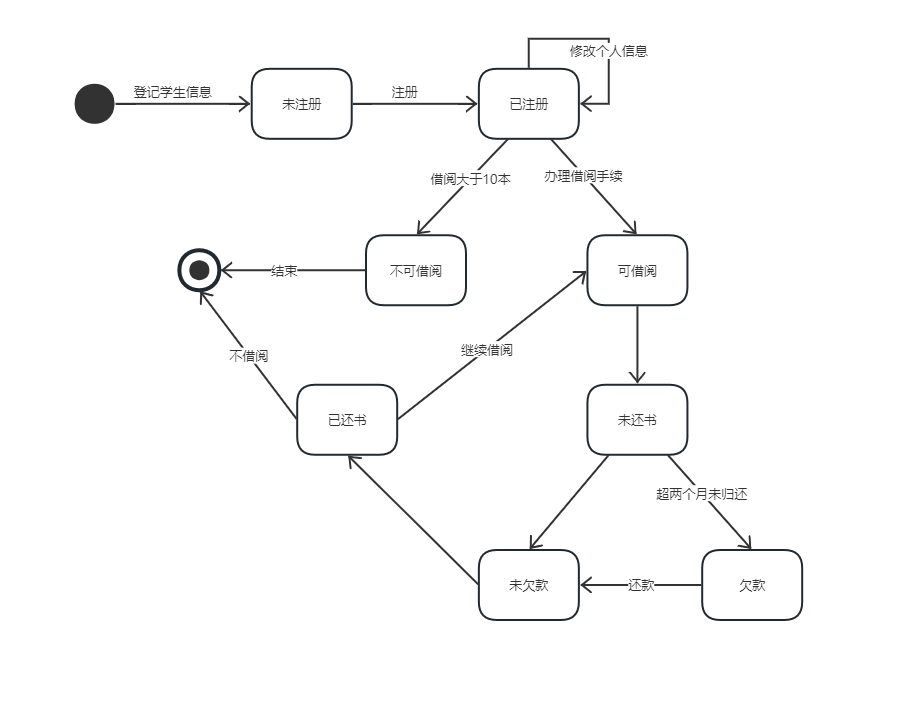 修改个人信息
登记学生信息
未注册
注册
已注册
借阅大于10本
办理借阅手续
结束
不可借阅
可借阅
不借阅
继续借阅
已还书
未还书
超两个月未归还
未欠款
还款
欠款